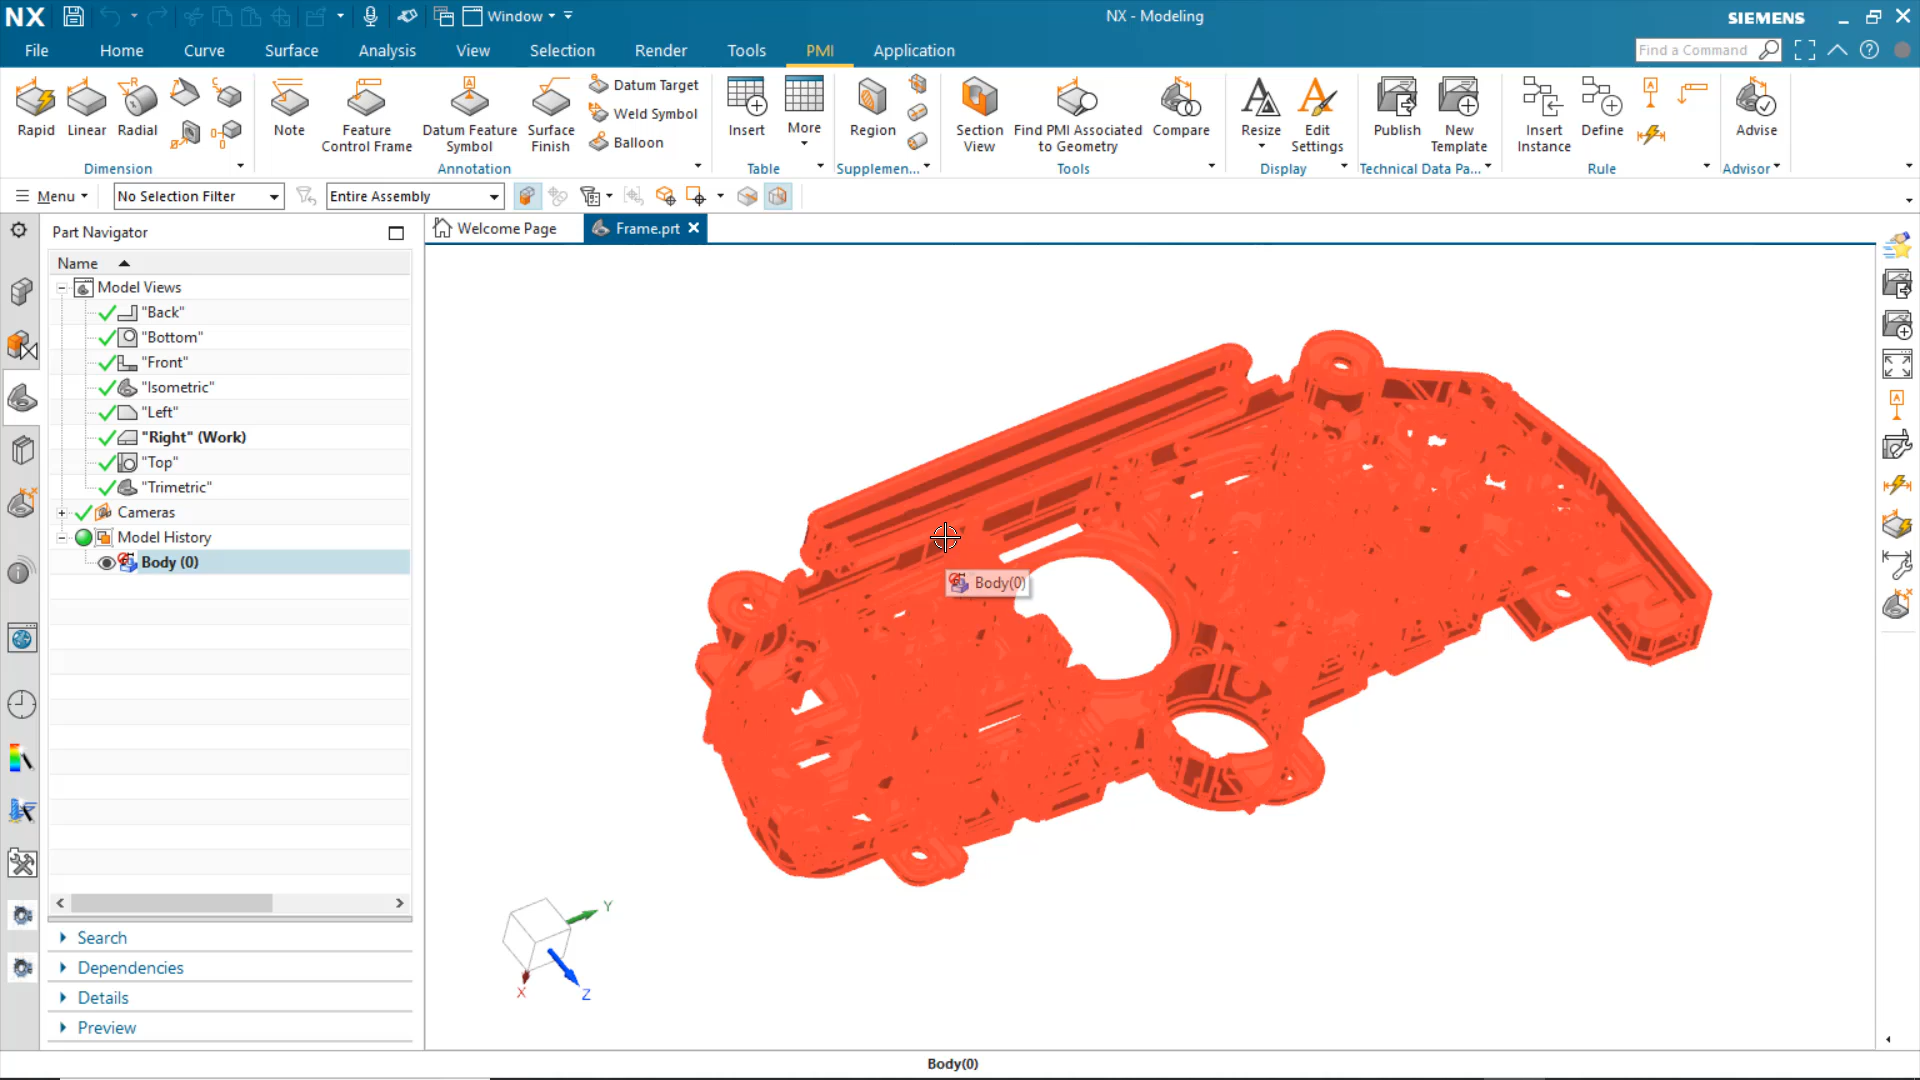 NX
Window
NX - Modeling
SIEMENS
File
Home
Curve
Surface
Analysis
View
Selection
Render
Tools
PMI
Application
Find a Command
Rapid
Linear
Radial
Dimension
Note
Feature
Control Frame
Datum Feature
Symbol
Surface
Finish
Datum Target
Weld Symbol
Balloon
Annotation
Insert
More
Table
Region
Supplemen...
Section
View
Find PMI Associated
to Geometry
Compare
Tools
Resize
Edit
Settings
Display
Publish
New
Template
Technical Data Pa...
Insert
Instance
Define
Rule
Advise
Advisor
Menu
No Selection Filter
Entire Assembly
Part Navigator
Welcome Page
Frame.prt
Name
Model Views
"Back"
"Bottom"
"Front"
"Isometric"
"Left"
"Right" (Work)
"Top"
"Trimetric"
Cameras
Model History
Body (0)
Body(0)
Y
X
Z
Search
Dependencies
Details
Preview
Body(0)